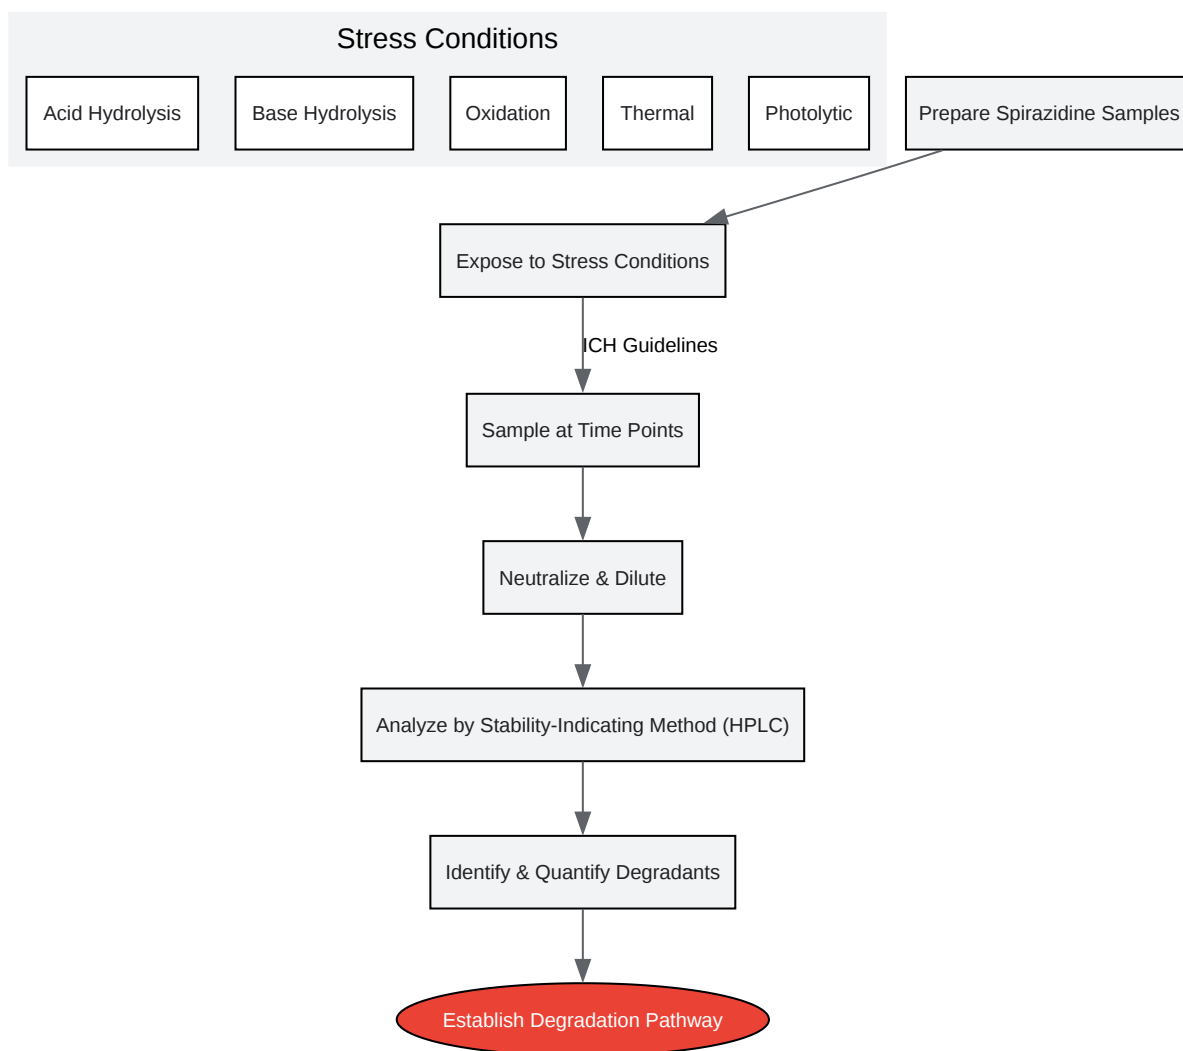 Stress Conditions
Acid Hydrolysis
Base Hydrolysis
Oxidation
Thermal
Photolytic
Prepare Spirazidine Samples
Expose to Stress Conditions
ICH Guidelines
Sample at Time Points
Neutralize & Dilute
Analyze by Stability-Indicating Method (HPLC)
Identify & Quantify Degradants
Establish Degradation Pathway